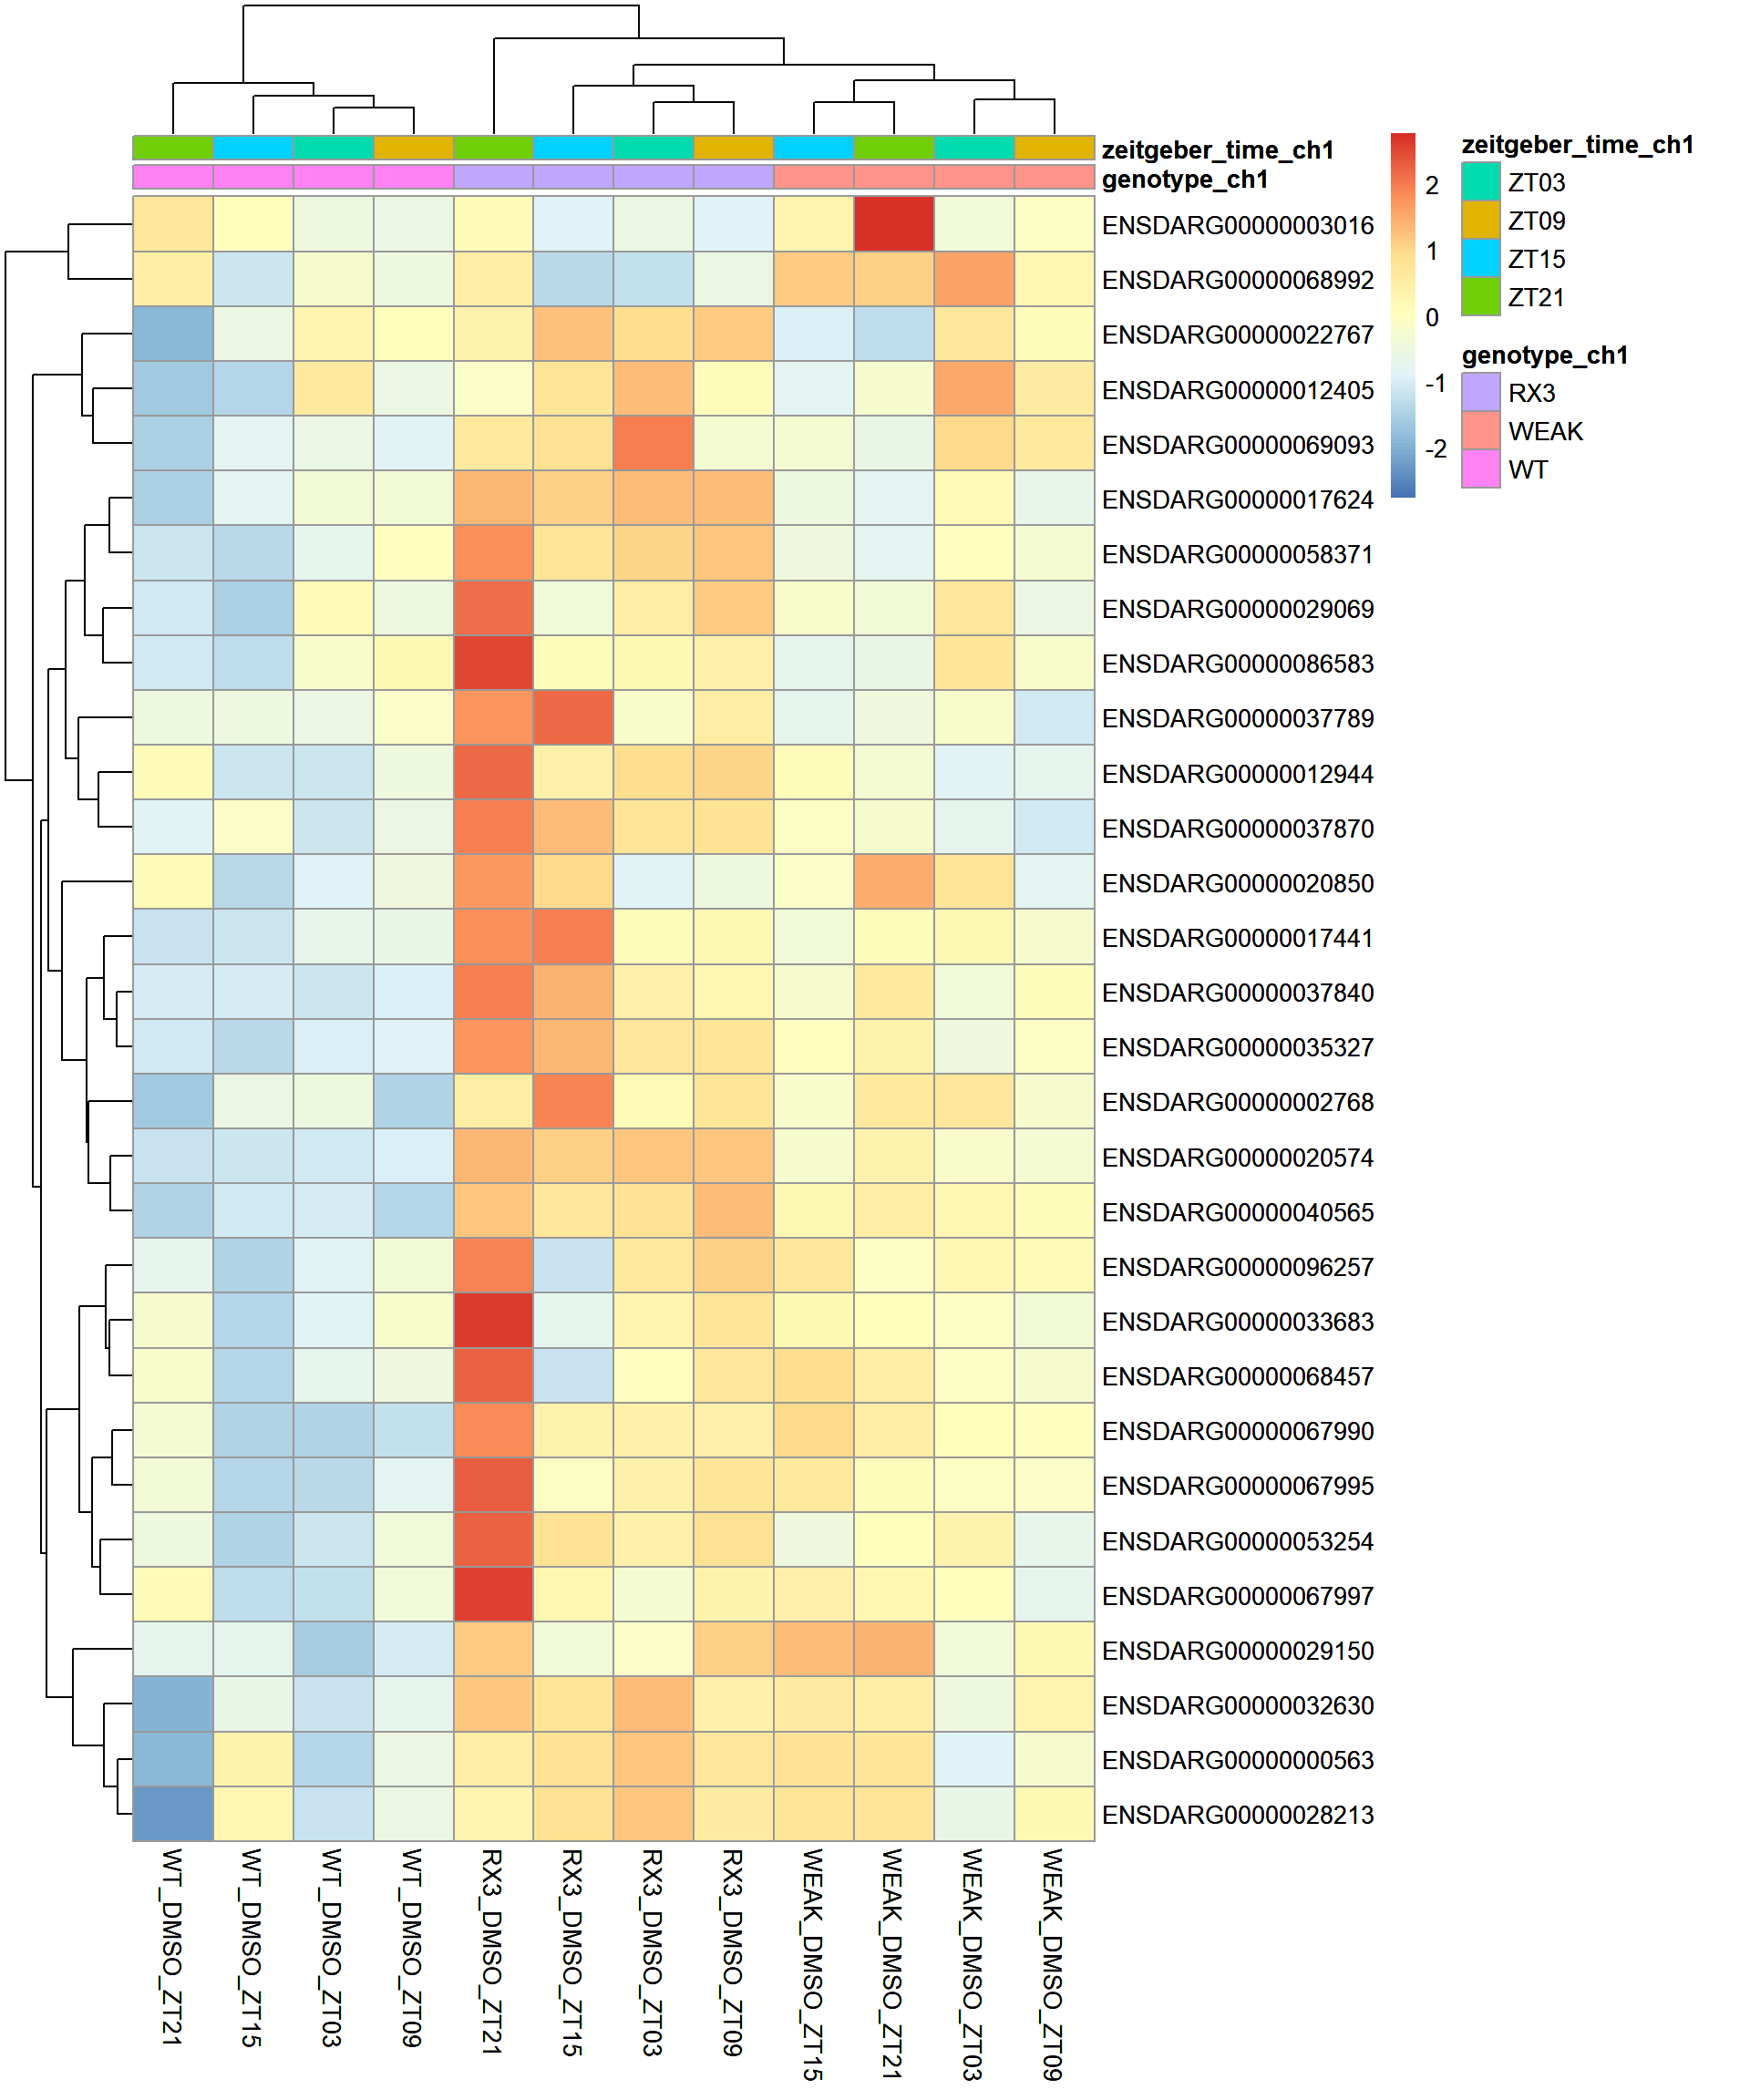 zeitgeber_time_ch1
genotype_ch1
ENSDARG00000003016
ENSDARG00000068992
ENSDARG00000022767
ENSDARG00000012405
ENSDARG00000069093
ENSDARG00000017624
ENSDARG00000058371
ENSDARG00000029069
ENSDARG00000086583
ENSDARG00000037789
ENSDARG00000012944
ENSDARG00000037870
ENSDARG00000020850
ENSDARG00000017441
ENSDARG00000037840
ENSDARG00000035327
ENSDARG00000002768
ENSDARG00000020574
ENSDARG00000040565
ENSDARG00000096257
ENSDARG00000033683
ENSDARG00000068457
ENSDARG00000067990
ENSDARG00000067995
ENSDARG00000053254
ENSDARG00000067997
ENSDARG00000029150
ENSDARG00000032630
ENSDARG00000000563
ENSDARG00000028213
WT_DMSO_ZT21
WT_DMSO_ZT15
WT_DMSO_ZT03
WT_DMSO_ZT09
RX3_DMSO_ZT21
RX3_DMSO_ZT15
RX3_DMSO_ZT03
RX3_DMSO_ZT09
WEAK_DMSO_ZT15
WEAK_DMSO_ZT21
WEAK_DMSO_ZT03
WEAK_DMSO_ZT09
2
1
0
-1
-2
zeitgeber_time_ch1
ZT03
ZT09
ZT15
ZT21
genotype_ch1
RX3
WEAK
WT